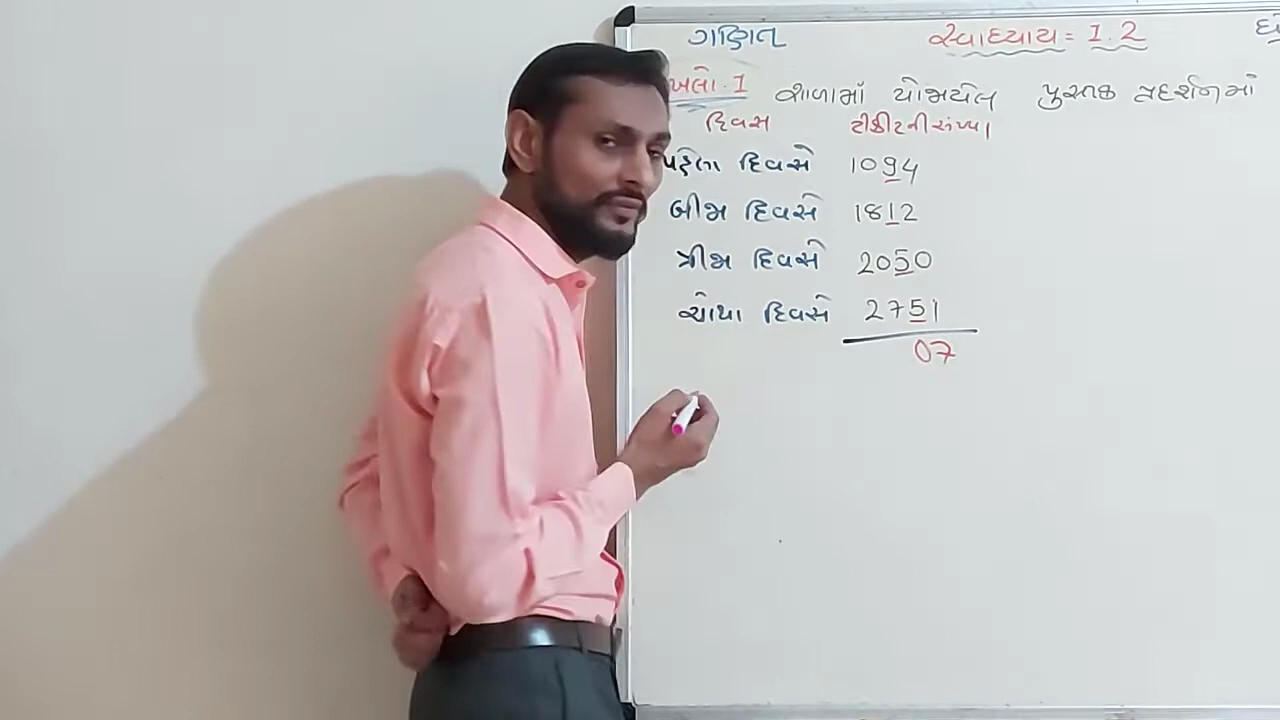 ગણિત સ્વાધ્યાય = 1.2
ખલો. 1 શાળામાઁ યોજાયેલ પુસ્તક પ્રદર્શનમાં
દિવસ ટીકીટની સંખ્યા
પહેલા દિવસે 1094
બીજા દિવસે 1812
ત્રીજા દિવસે 2050
ચોથા દિવસે 2751
07